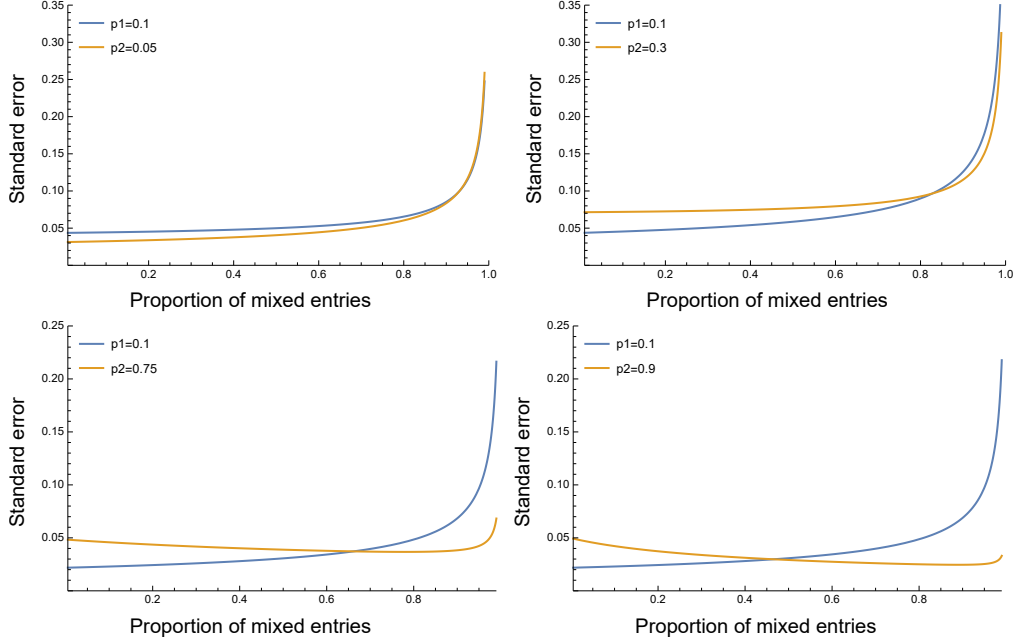 0.35
p1=0.1
0.30
p2=0.05
0.25
0.20
0.15
0.10
0.05
0.2 0.4 0.6 0.8 1.0
Standard error
Proportion of mixed entries
0.35
p1=0.1
0.30
p2=0.3
0.25
0.20
0.15
0.10
0.05
0.2 0.4 0.6 0.8 1.0
Standard error
Proportion of mixed entries
0.25
p1=0.1
p2=0.75
0.20
0.15
0.10
0.05
0.2 0.4 0.6 0.8
Standard error
Proportion of mixed entries
0.25
p1=0.1
p2=0.9
0.20
0.15
0.10
0.05
0.2 0.4 0.6 0.8
Standard error
Proportion of mixed entries